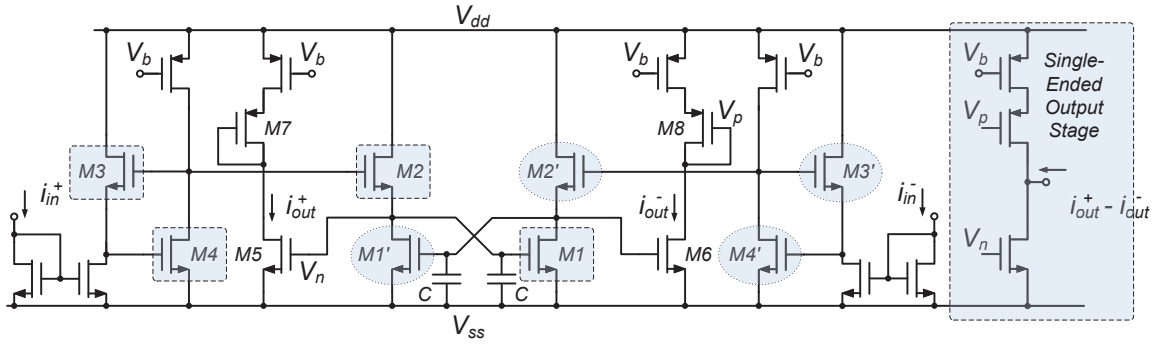 V_dd
V_b
V_b
V_b
V_b
V_b
Single-
Ended
Output
Stage
M7
M8
V_p
V_p
M3
M2
M2'
M3'
i_in^+
i_out^+
i_out^-
i_in^-
i_out^+ - i_out^-
M4
M5
V_n
M1'
C
C
M1
M6
M4'
V_n
V_ss